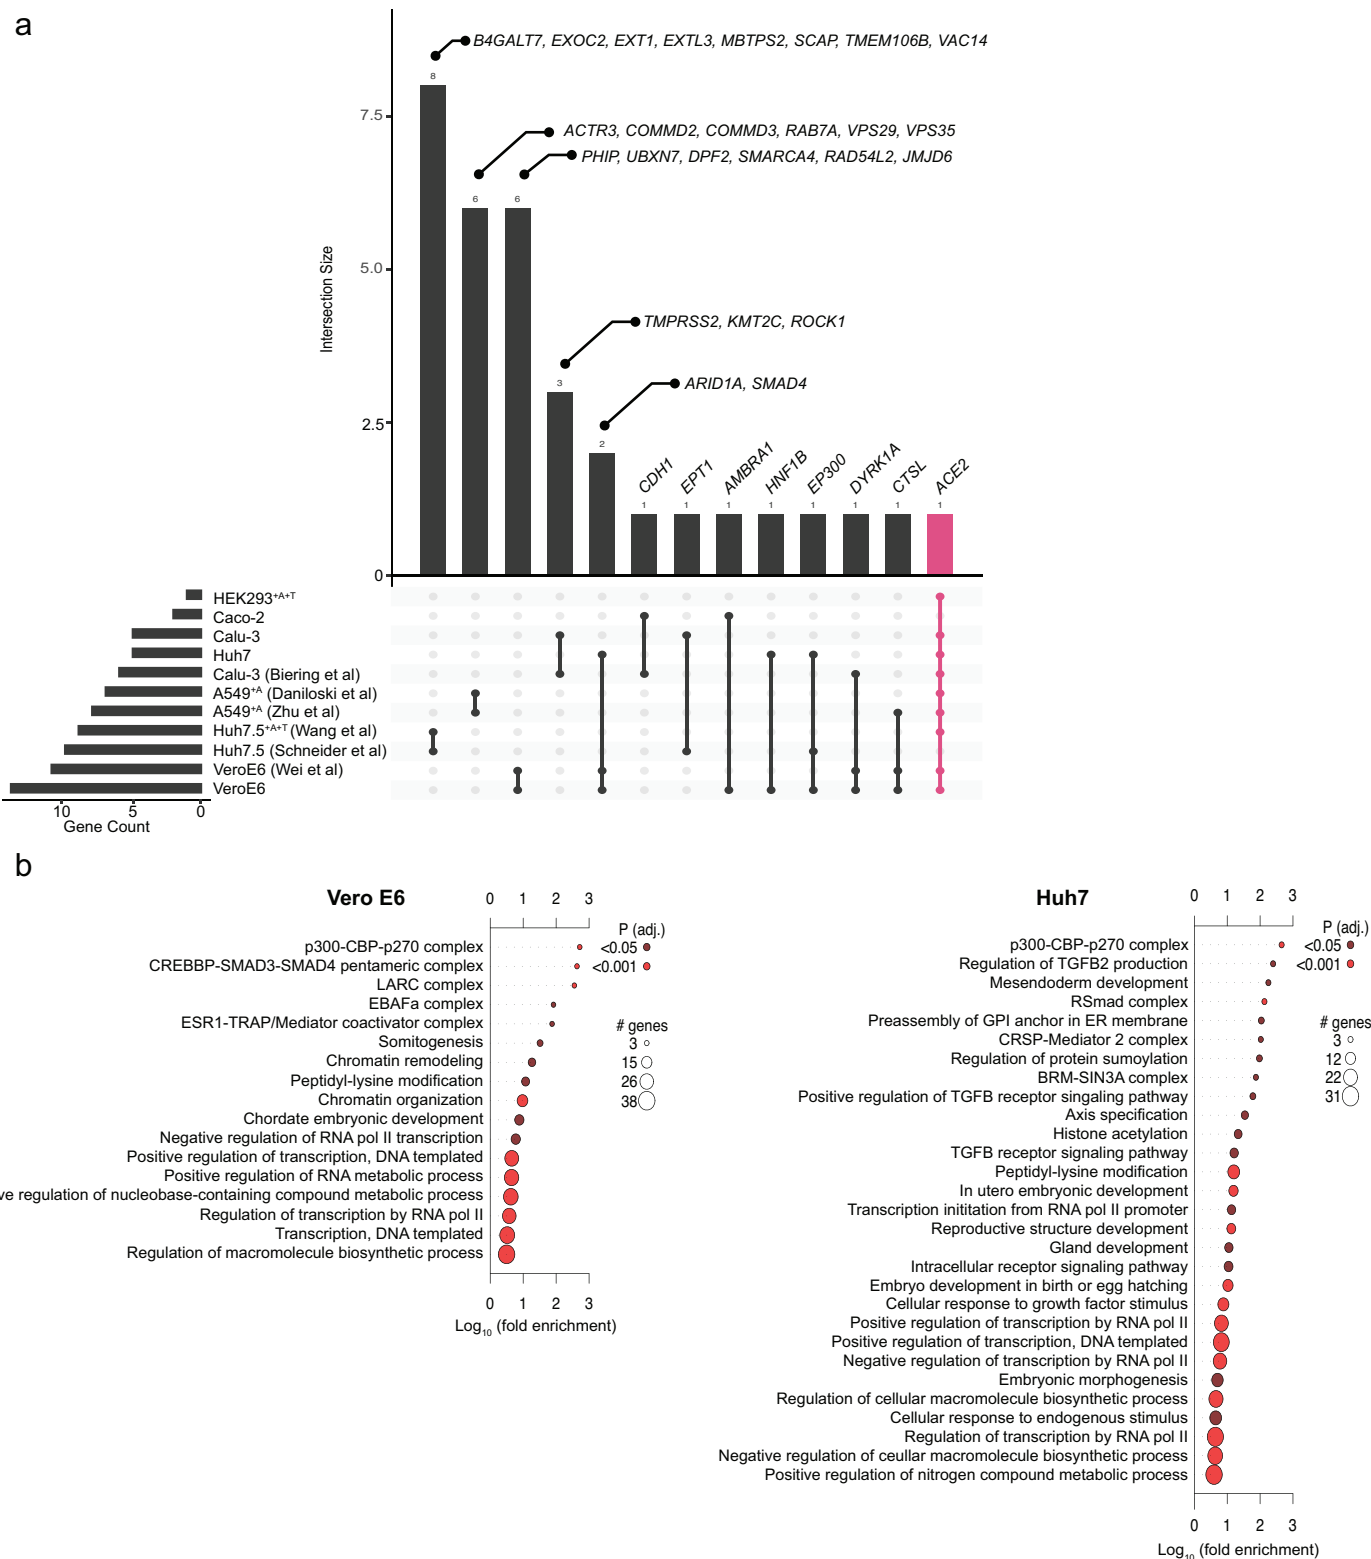 a
B4GALT7, EXOC2, EXT1, EXTL3, MBTPS2, SCAP, TMEM106B, VAC14
8
7.5
ACTR3, COMMD2, COMMD3, RAB7A, VPS29, VPS35
PHIP, UBXN7, DPF2, SMARCA4, RAD54L2, JMJD6
6 6
5.0
Intersection Size
TMPRSS2, KMT2C, ROCK1
3
ARID1A, SMAD4
2.5
2
CDH1 EPT1 AMBRA1 HNF1B EP300 DYRK1A CTSL ACE2
1 1 1 1 1 1 1 1
0
HEK293+A+T
Caco-2
Calu-3
Huh7
Calu-3 (Biering et al)
A549+A (Daniloski et al)
A549+A (Zhu et al)
Huh7.5+A+T (Wang et al)
Huh7.5 (Schneider et al)
VeroE6 (Wei et al)
VeroE6
10 5 0
Gene Count
b
Vero E6
0 1 2 3
P (adj.)
<0.05
<0.001
p300-CBP-p270 complex
CREBBP-SMAD3-SMAD4 pentameric complex
LARC complex
EBAFa complex
ESR1-TRAP/Mediator coactivator complex
Somitogenesis
Chromatin remodeling
Peptidyl-lysine modification
Chromatin organization
Chordate embryonic development
Negative regulation of RNA pol II transcription
Positive regulation of transcription, DNA templated
Positive regulation of RNA metabolic process
ve regulation of nucleobase-containing compound metabolic process
Regulation of transcription by RNA pol II
Transcription, DNA templated
Regulation of macromolecule biosynthetic process
# genes
3
15
26
38
0 1 2 3
Log10 (fold enrichment)
Huh7
0 1 2 3
P (adj.)
<0.05
<0.001
p300-CBP-p270 complex
Regulation of TGFB2 production
Mesendoderm development
RSmad complex
Preassembly of GPI anchor in ER membrane
CRSP-Mediator 2 complex
Regulation of protein sumoylation
BRM-SIN3A complex
Positive regulation of TGFB receptor singaling pathway
Axis specification
Histone acetylation
TGFB receptor signaling pathway
Peptidyl-lysine modification
In utero embryonic development
Transcription inititation from RNA pol II promoter
Reproductive structure development
Gland development
Intracellular receptor signaling pathway
Embryo development in birth or egg hatching
Cellular response to growth factor stimulus
Positive regulation of transcription by RNA pol II
Positive regulation of transcription, DNA templated
Negative regulation of transcription by RNA pol II
Embryonic morphogenesis
Regulation of cellular macromolecule biosynthetic process
Cellular response to endogenous stimulus
Regulation of transcription by RNA pol II
Negative regulation of ceullar macromolecule biosynthetic process
Positive regulation of nitrogen compound metabolic process
# genes
3
12
22
31
0 1 2 3
Log10 (fold enrichment)